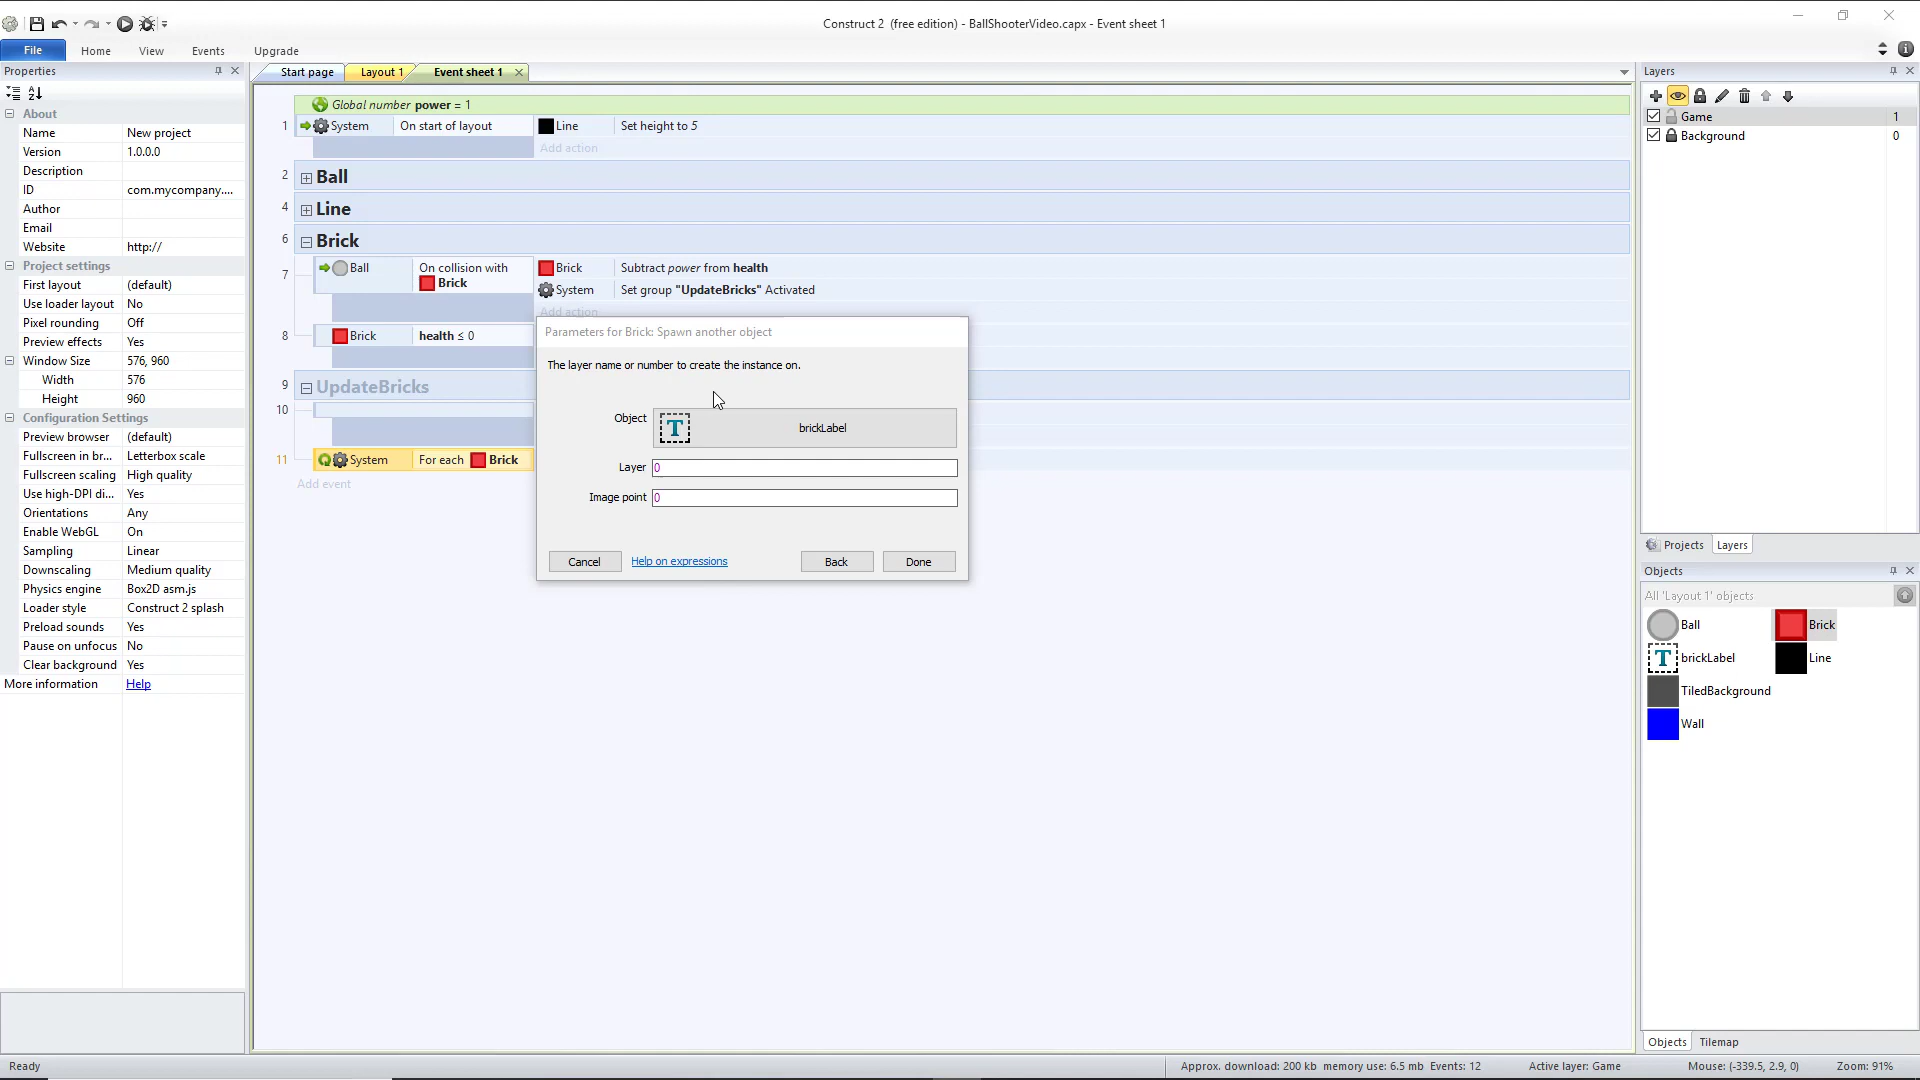 Construct 2 (free edition) - BallShooterVideo.capx - Event sheet 1
File Home View Events Upgrade
Properties
About
Name New project
Version 1.0.0.0
Description
ID com.mycompany....
Author
Email
Website http://
Project settings
First layout (default)
Use loader layout No
Pixel rounding Off
Preview effects Yes
Window Size 576, 960
Width 576
Height 960
Configuration Settings
Preview browser (default)
Fullscreen in br... Letterbox scale
Fullscreen scaling High quality
Use high-DPI di... Yes
Orientations Any
Enable WebGL On
Sampling Linear
Downscaling Medium quality
Physics engine Box2D asm.js
Loader style Construct 2 splash
Preload sounds Yes
Pause on unfocus No
Clear background Yes
More information Help
Start page Layout 1 Event sheet 1
Global number power = 1
1 System On start of layout Line Set height to 5
Add action
2 Ball
4 Line
6 Brick
7 Ball On collision with Brick Brick Subtract power from health
System Set group "UpdateBricks" Activated
Add action
8 Brick health ≤ 0
9 UpdateBricks
10
11 System For each Brick
Add event
Parameters for Brick: Spawn another object
The layer name or number to create the instance on.
Object T brickLabel
Layer 0
Image point 0
Cancel Help on expressions Back Done
Layers
Game 1
Background 0
Projects Layers
Objects
All 'Layout 1' objects
Ball Brick
T brickLabel Line
TiledBackground
Wall
Objects Tilemap
Ready Approx. download: 200 kb memory use: 6.5 mb Events: 12 Active layer: Game Mouse: (-339.5, 2.9, 0) Zoom: 91%